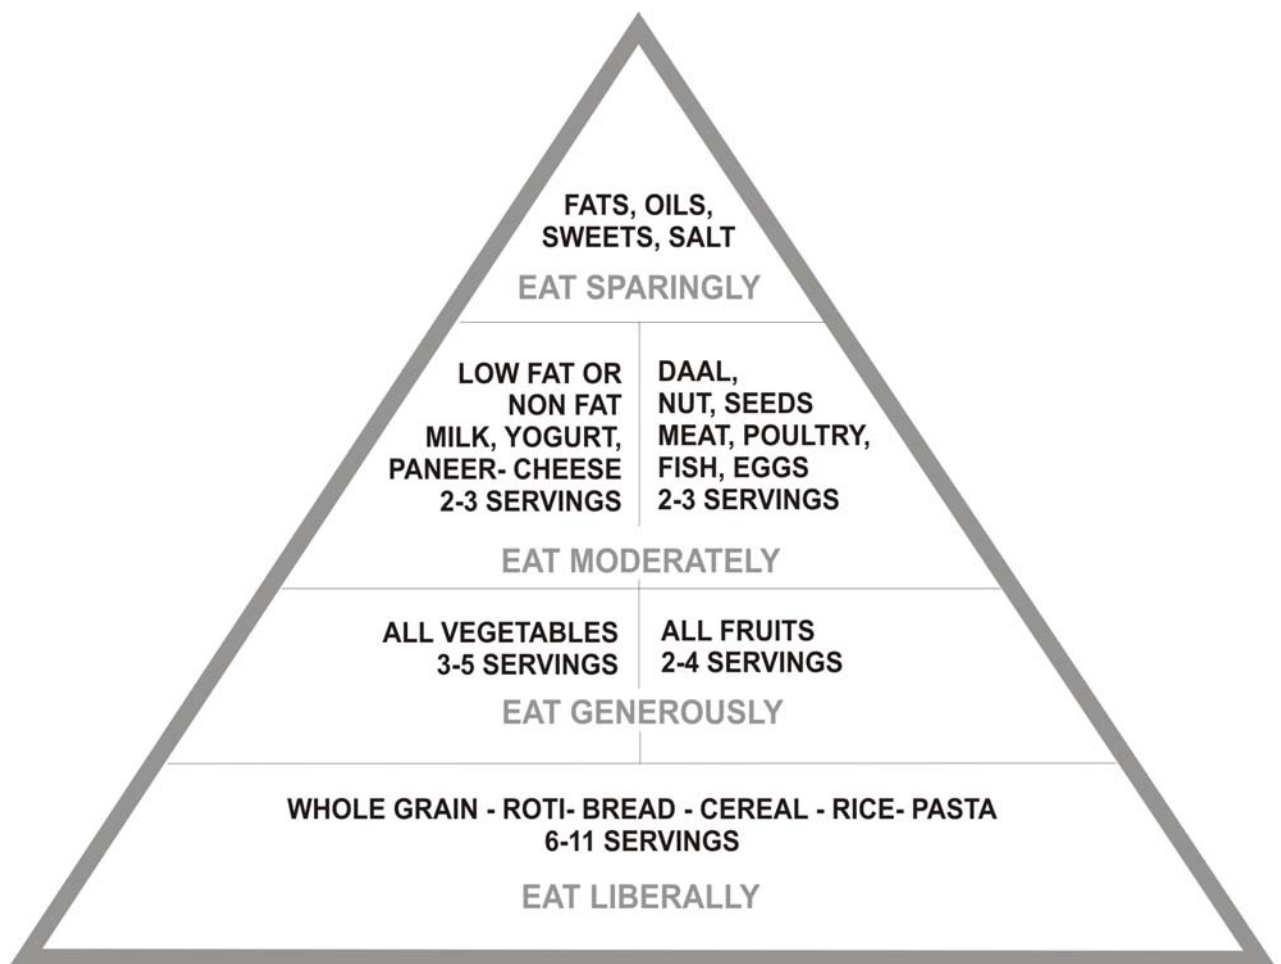 FATS, OILS,
SWEETS, SALT
EAT SPARINGLY
LOW FAT OR
NON FAT
MILK, YOGURT,
PANEER- CHEESE
2-3 SERVINGS
DAAL,
NUT, SEEDS
MEAT, POULTRY,
FISH, EGGS
2-3 SERVINGS
EAT MODERATELY
ALL VEGETABLES
3-5 SERVINGS
ALL FRUITS
2-4 SERVINGS
EAT GENEROUSLY
WHOLE GRAIN - ROTI- BREAD - CEREAL - RICE- PASTA
6-11 SERVINGS
EAT LIBERALLY